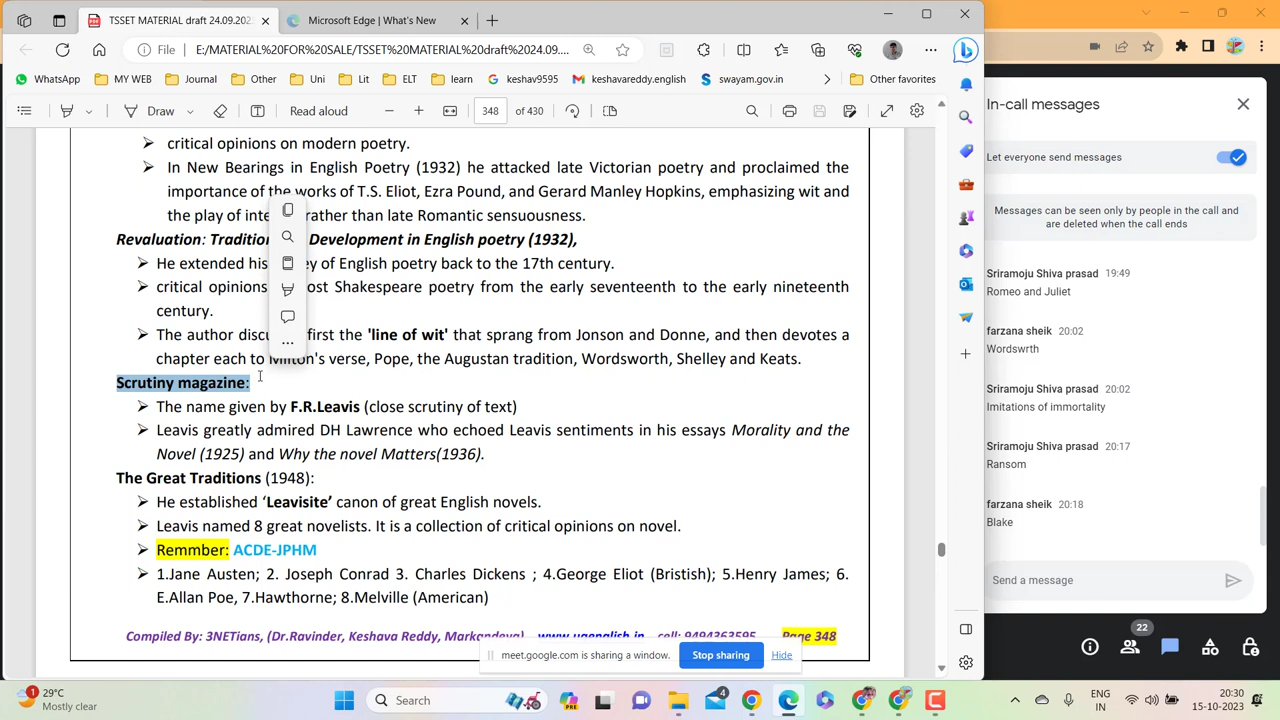 TSSET MATERIAL draft 24.09.202
Microsoft Edge | What's New
File
E:/MATERIAL%20FOR%20SALE/TSSET%20MATERIAL%20draft%2024.09....
WhatsApp
MY WEB
Journal
Other
Uni
Lit
ELT
learn
keshav9595
keshavareddy.english
swayam.gov.in
Other favorites
Draw
Read aloud
348
of 430
critical opinions on modern poetry.
In New Bearings in English Poetry (1932) he attacked late Victorian poetry and proclaimed the
importance of the works of T.S. Eliot, Ezra Pound, and Gerard Manley Hopkins, emphasizing wit and
the play of inte rather than late Romantic sensuousness.
Revaluation: Tradition Development in English poetry (1932),
He extended his ey of English poetry back to the 17th century.
critical opinions ost Shakespeare poetry from the early seventeenth to the early nineteenth
century.
The author discu first the 'line of wit' that sprang from Jonson and Donne, and then devotes a
chapter each to Milton's verse, Pope, the Augustan tradition, Wordsworth, Shelley and Keats.
Scrutiny magazine:
The name given by F.R.Leavis (close scrutiny of text)
Leavis greatly admired DH Lawrence who echoed Leavis sentiments in his essays Morality and the
Novel (1925) and Why the novel Matters(1936).
The Great Traditions (1948):
He established ‘Leavisite’ canon of great English novels.
Leavis named 8 great novelists. It is a collection of critical opinions on novel.
Remmber: ACDE-JPHM
1.Jane Austen; 2. Joseph Conrad 3. Charles Dickens ; 4.George Eliot (Bristish); 5.Henry James; 6.
E.Allan Poe, 7.Hawthorne; 8.Melville (American)
Compiled By: 3NETians, (Dr.Ravinder, Keshava Reddy, Markandeya) www.ugenglish.in cell: 9494363595 Page 348
meet.google.com is sharing a window.
Stop sharing
Hide
In-call messages
Let everyone send messages
Messages can be seen only by people in the call and
are deleted when the call ends
Sriramoju Shiva prasad 19:49
Romeo and Juliet
farzana sheik 20:02
Wordswrth
Sriramoju Shiva prasad 20:02
Imitations of immortality
Sriramoju Shiva prasad 20:17
Ransom
farzana sheik 20:18
Blake
Send a message
22
1
29°C
Mostly clear
Search
PRE
4
ENG
IN
20:30
15-10-2023